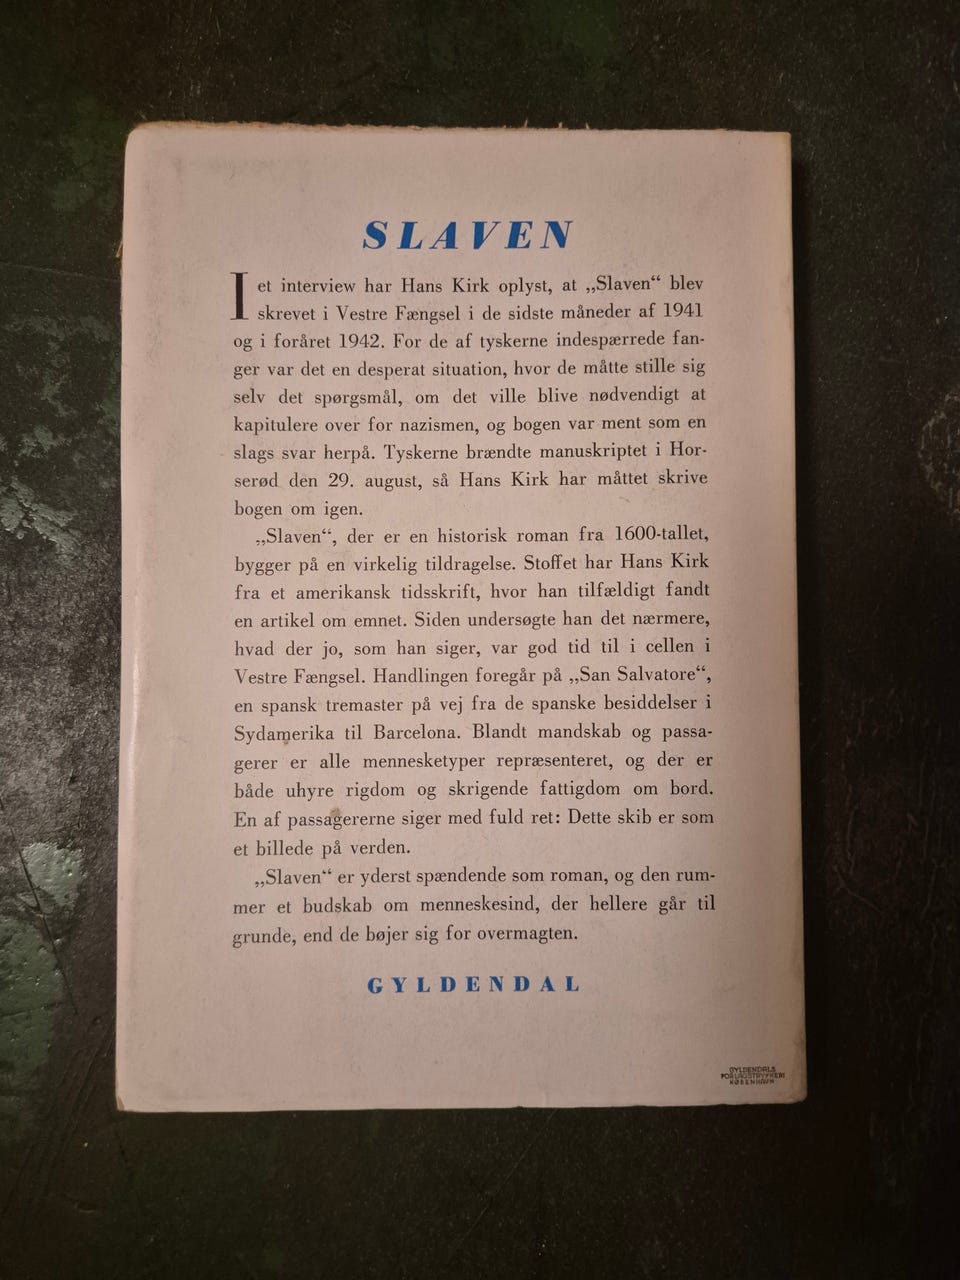 SLAVEN
I et interview har Hans Kirk oplyst, at „Slaven“ blev
skrevet i Vestre Fængsel i de sidste måneder af 1941
og i foråret 1942. For de af tyskerne indespærrede fan-
ger var det en desperat situation, hvor de måtte stille sig
selv det spørgsmål, om det ville blive nødvendigt at
kapitulere over for nazismen, og bogen var ment som en
slags svar herpå. Tyskerne brændte manuskriptet i Hor-
serød den 29. august, så Hans Kirk har måttet skrive
bogen om igen.
„Slaven“, der er en historisk roman fra 1600-tallet,
bygger på en virkelig tildragelse. Stoffet har Hans Kirk
fra et amerikansk tidsskrift, hvor han tilfældigt fandt
en artikel om emnet. Siden undersøgte han det nærmere,
hvad der jo, som han siger, var god tid til i cellen i
Vestre Fængsel. Handlingen foregår på „San Salvatore“,
en spansk tremaster på vej fra de spanske besiddelser i
Sydamerika til Barcelona. Blandt mandskab og passa-
gerer er alle mennesketyper repræsenteret, og der er
både uhyre rigdom og skrigende fattigdom om bord.
En af passagererne siger med fuld ret: Dette skib er som
et billede på verden.
„Slaven“ er yderst spændende som roman, og den rum-
mer et budskab om menneskesind, der hellere går til
grunde, end de bøjer sig for overmagten.
GYLDENDAL
GYLDENDALS
FORLAGSTRYKKERI
KØBENHAVN